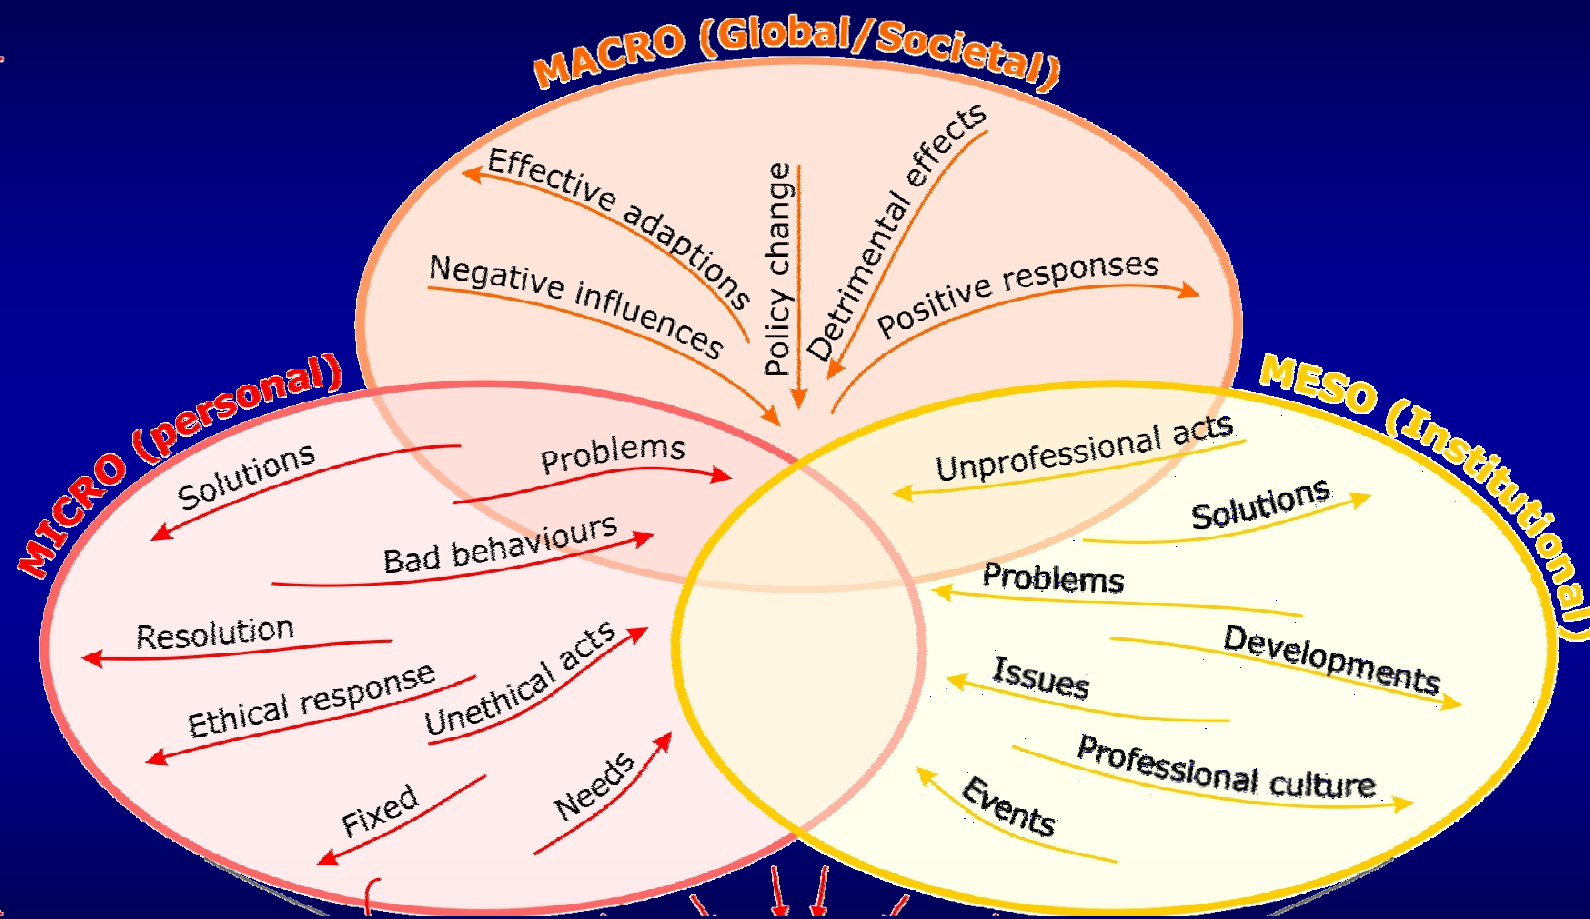 MACRO (Global/Societal)
Effective adaptions
Negative influences
Policy change
Detrimental effects
Positive responses
MICRO (personal)
Solutions
Problems
Bad behaviours
Resolution
Ethical response
Unethical acts
Fixed
Needs
MESO (Institutional)
Unprofessional acts
Solutions
Problems
Developments
Issues
Professional culture
Events